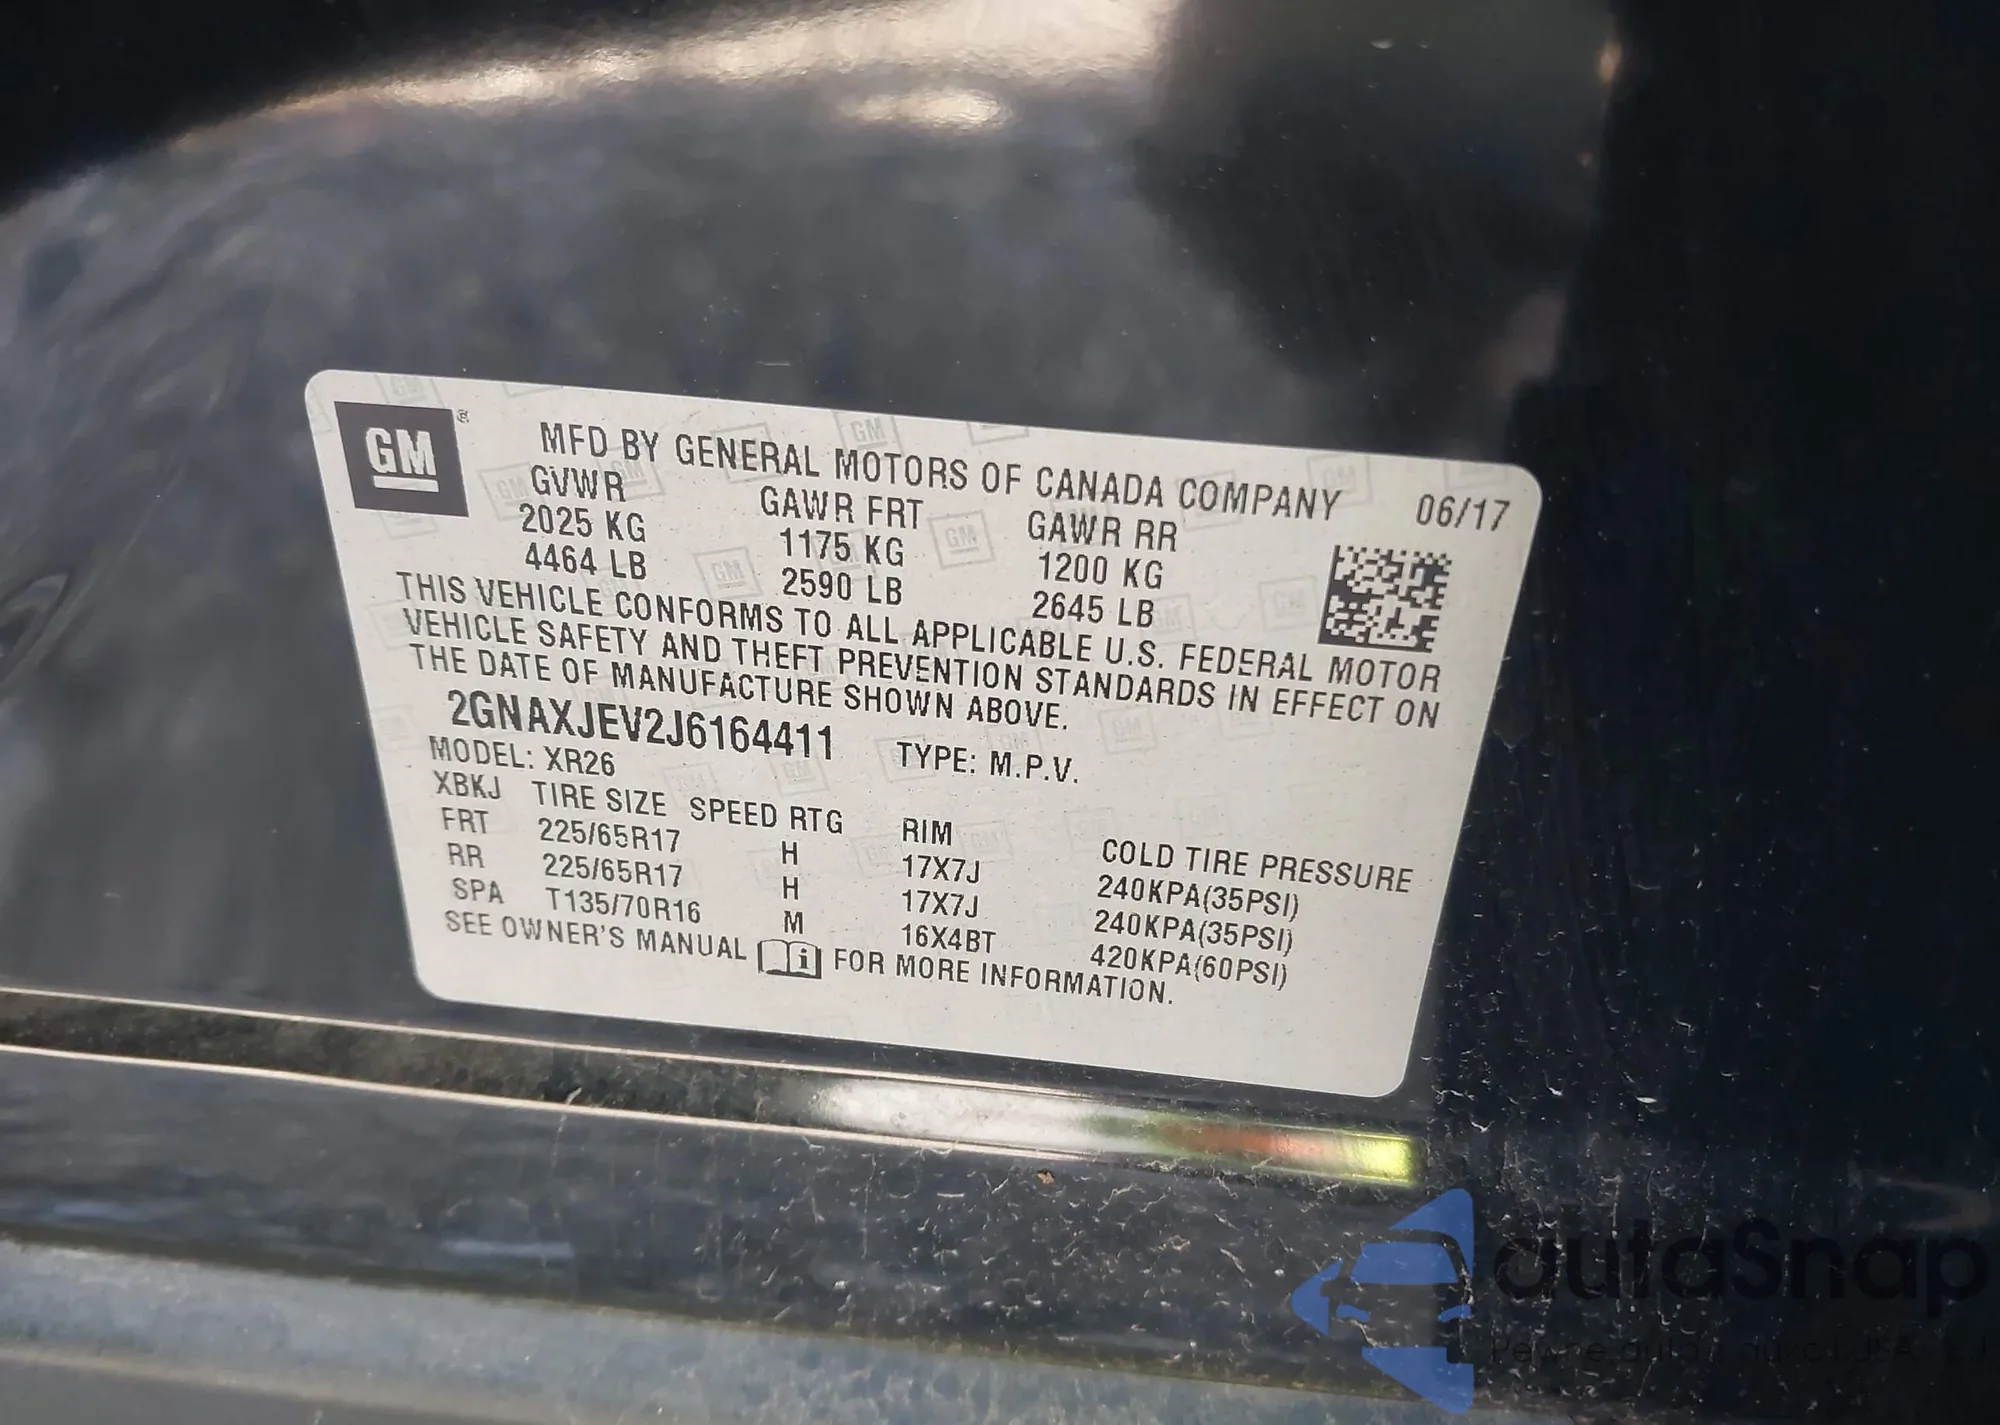 GM
MFD BY GENERAL MOTORS OF CANADA COMPANY 06/17
GVWR GAWR FRT GAWR RR
2025 KG 1175 KG 1200 KG
4464 LB 2590 LB 2645 LB
THIS VEHICLE CONFORMS TO ALL APPLICABLE U.S. FEDERAL MOTOR
VEHICLE SAFETY AND THEFT PREVENTION STANDARDS IN EFFECT ON
THE DATE OF MANUFACTURE SHOWN ABOVE.
2GNAXJEV2J6164411 TYPE: M.P.V.
MODEL: XR26
XBKJ TIRE SIZE SPEED RTG RIM COLD TIRE PRESSURE
FRT 225/65R17 H 17X7J 240KPA(35PSI)
RR 225/65R17 H 17X7J 240KPA(35PSI)
SPA T135/70R16 M 16X4BT 420KPA(60PSI)
SEE OWNER'S MANUAL i FOR MORE INFORMATION.
autaSnap
Pewne auta